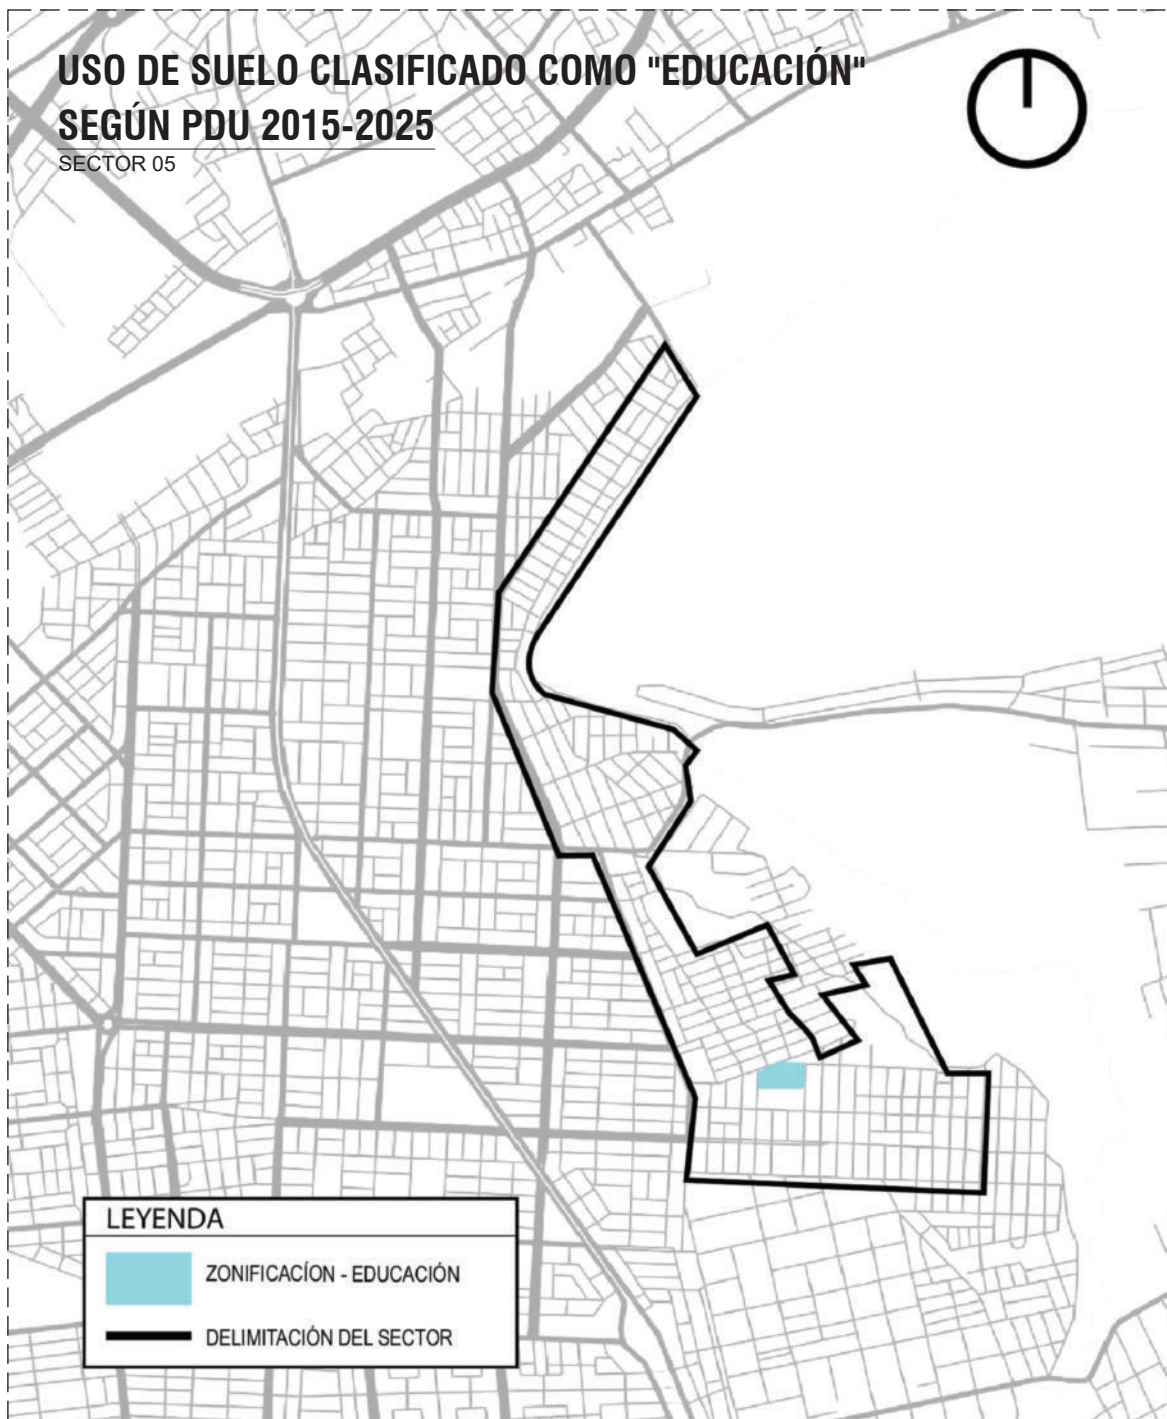 USO DE SUELO CLASIFICADO COMO "EDUCACIÓN"
SEGÚN PDU 2015-2025
SECTOR 05
LEYENDA
ZONIFICACÍON - EDUCACIÓN
DELIMITACIÓN DEL SECTOR